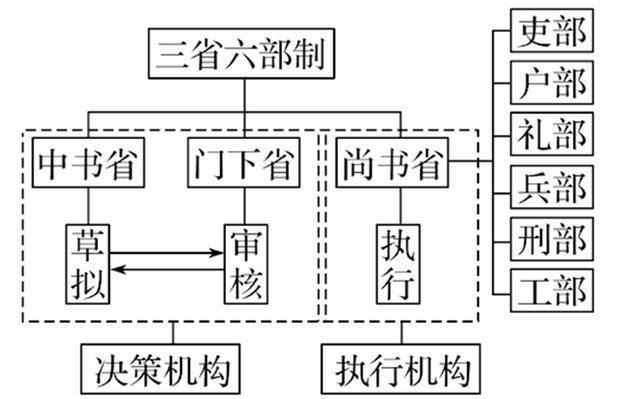 三省六部制
中书省
门下省
尚书省
草拟
审核
执行
决策机构
执行机构
吏部
户部
礼部
兵部
刑部
工部